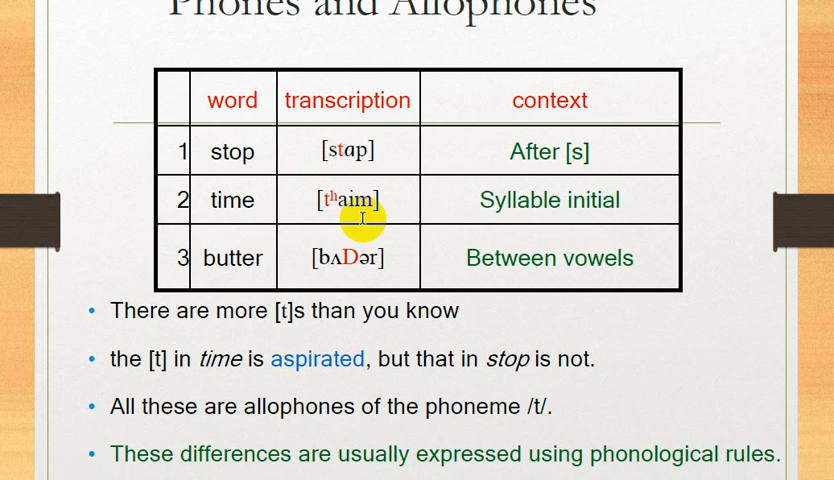 Phones and Allophones
word transcription context
1 stop [stɑp] After [s]
2 time [tʰaim] Syllable initial
3 butter [bʌDər] Between vowels
• There are more [t]s than you know
• the [t] in time is aspirated, but that in stop is not.
• All these are allophones of the phoneme /t/.
• These differences are usually expressed using phonological rules.